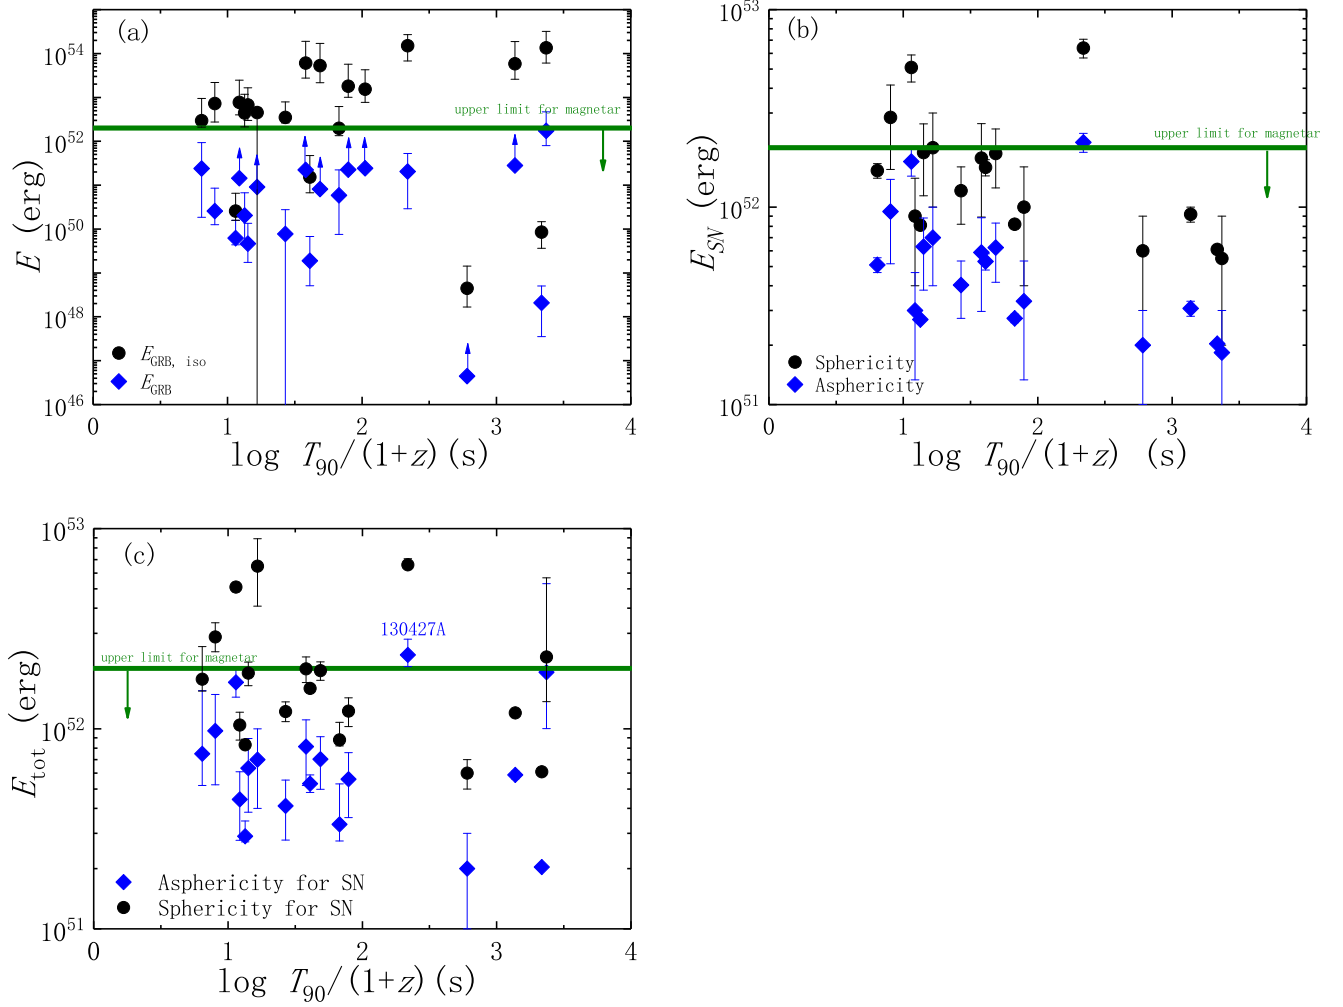 (a)
10^54
10^52
10^50
10^48
10^46
E (erg)
upper limit for magnetar
E_GRB, iso
E_GRB
0 1 2 3 4
log T_90/(1+z) (s)
(b)
10^53
10^52
10^51
E_SN (erg)
upper limit for magnetar
Sphericity
Asphericity
0 1 2 3 4
log T_90/(1+z) (s)
(c)
10^53
10^52
10^51
E_tot (erg)
130427A
upper limit for magnetar
Asphericity for SN
Sphericity for SN
0 1 2 3 4
log T_90/(1+z) (s)